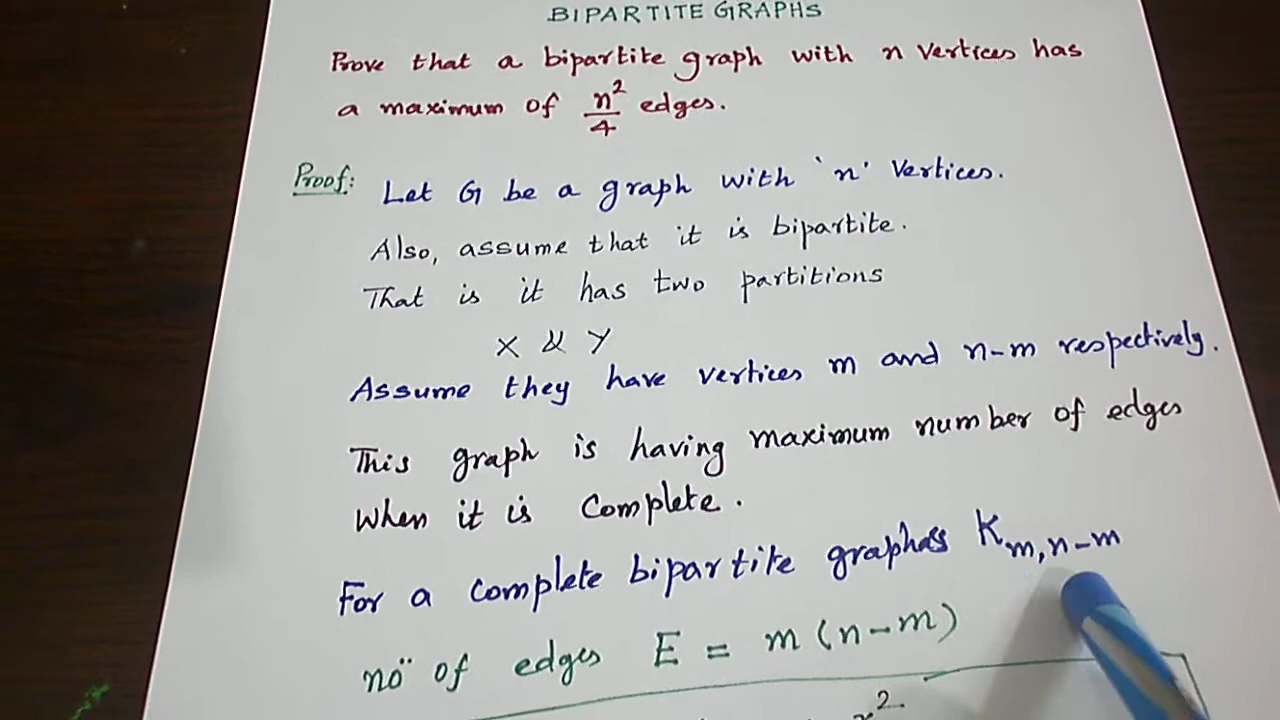 BIPARTITE GRAPHS
Prove that a bipartite graph with n vertices has
a maximum of n²/4 edges.
Proof: Let G be a graph with 'n' vertices.
Also, assume that it is bipartite.
That is it has two partitions
X & Y
Assume they have vertices m and n-m respectively.
This graph is having maximum number of edges
when it is complete.
For a complete bipartite graph K_{m,n-m}
no of edges E = m(n-m)